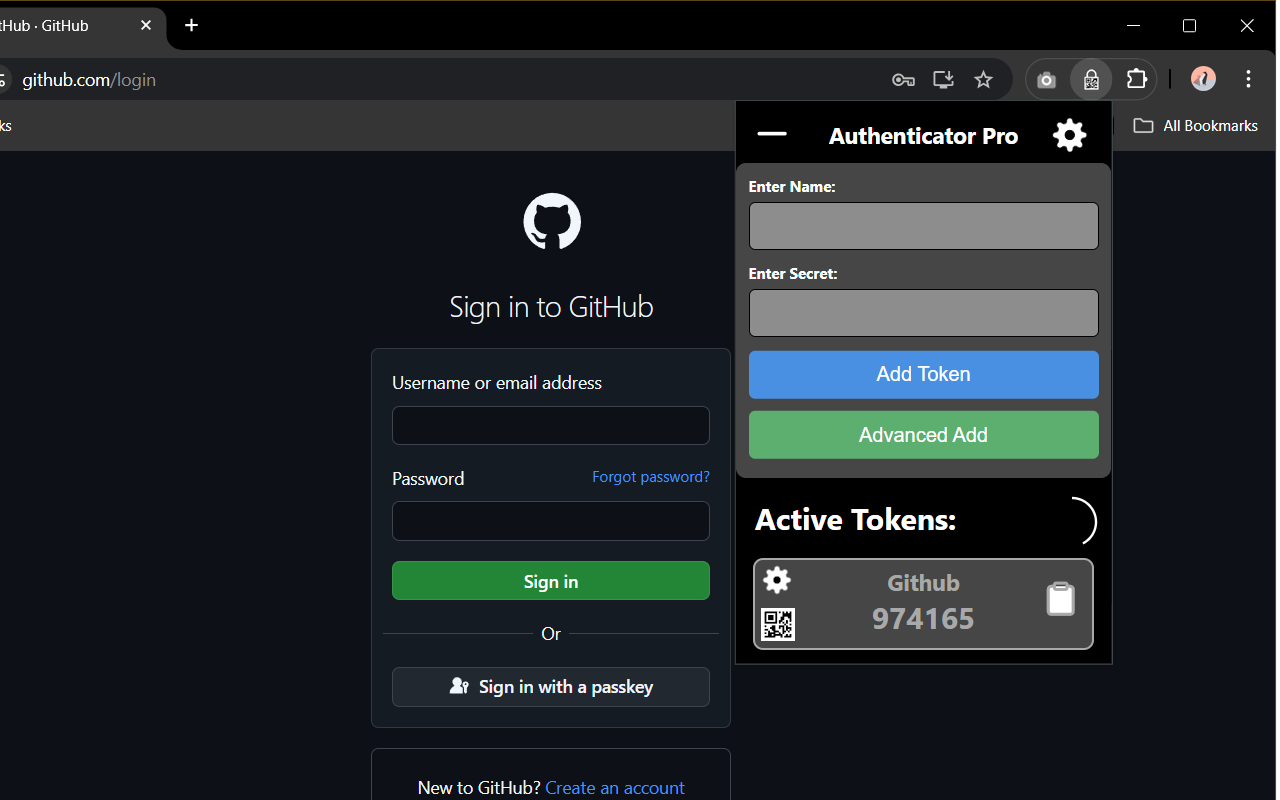 tHub · GitHub
github.com/login
ks
All Bookmarks
Sign in to GitHub
Username or email address
Password
Forgot password?
Sign in
Or
Sign in with a passkey
New to GitHub? Create an account
Authenticator Pro
Enter Name:
Enter Secret:
Add Token
Advanced Add
Active Tokens:
Github
974165